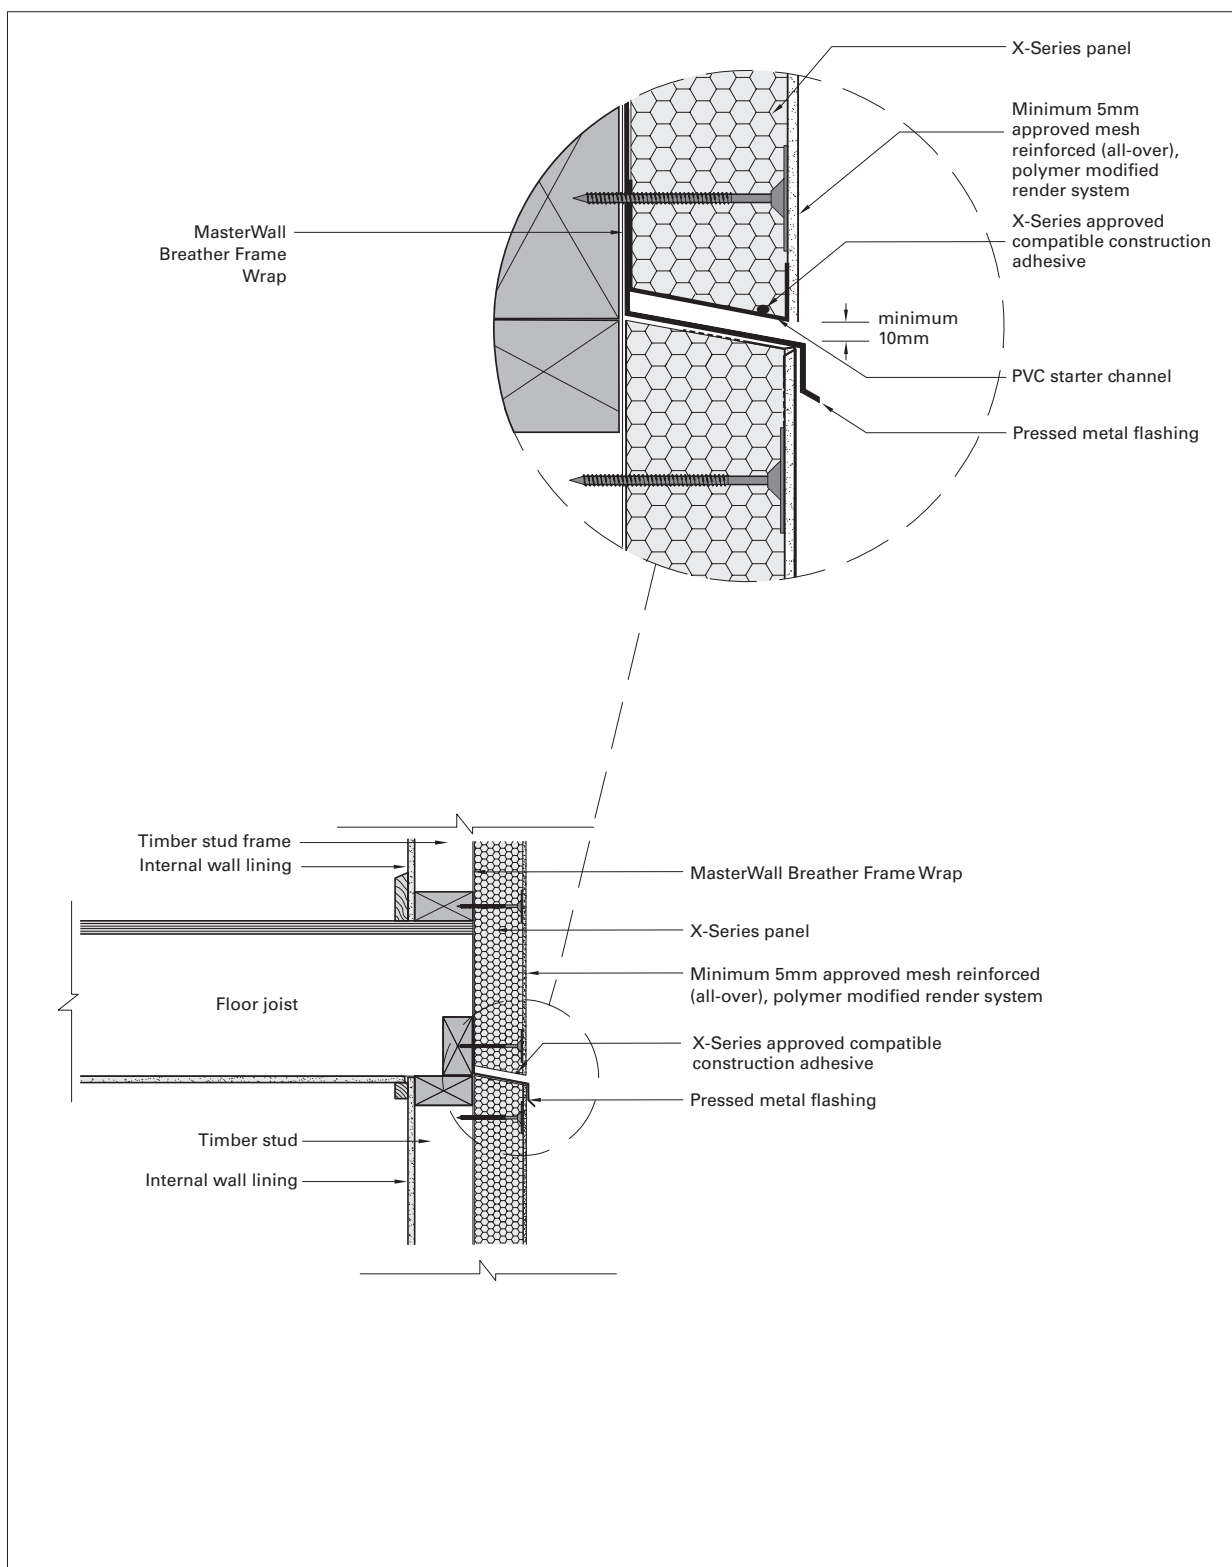 X-Series panel
Minimum 5mm
approved mesh
reinforced (all-over),
polymer modified
render system
X-Series approved
compatible construction
adhesive
MasterWall
Breather Frame
Wrap
minimum
10mm
PVC starter channel
Pressed metal flashing
Timber stud frame
Internal wall lining
MasterWall Breather Frame Wrap
X-Series panel
Minimum 5mm approved mesh reinforced
(all-over), polymer modified render system
Floor joist
X-Series approved compatible
construction adhesive
Pressed metal flashing
Timber stud
Internal wall lining